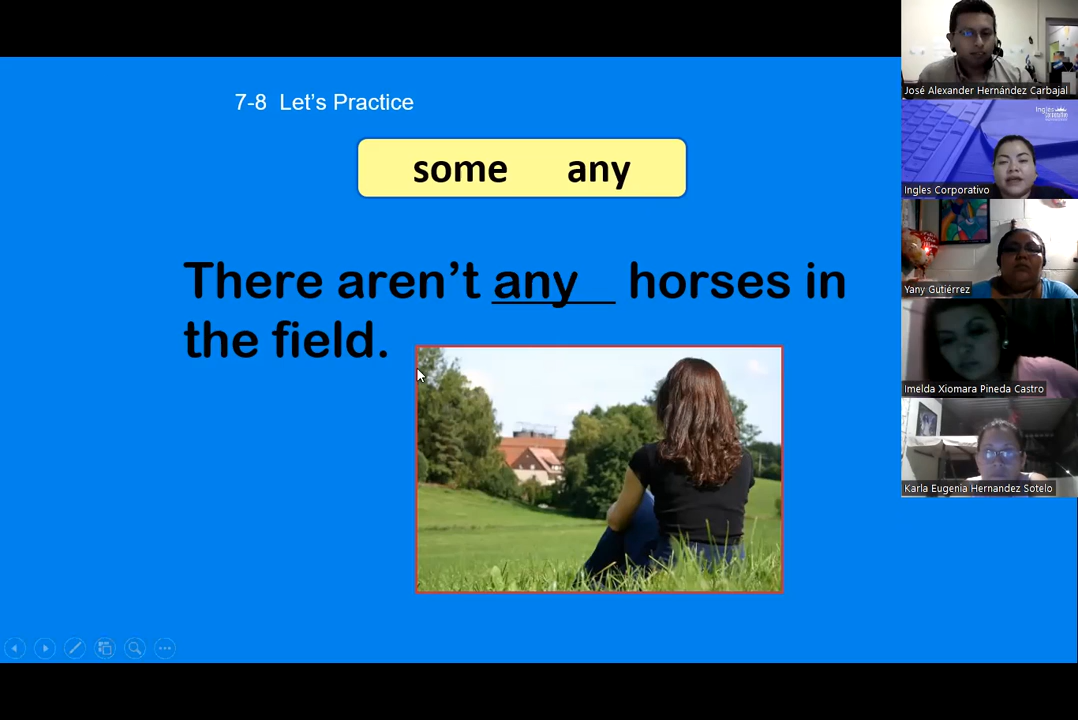 7-8 Let's Practice
some any
There aren't any horses in
the field.
José Alexander Hernández Carbajal
Ingles Corporativo
Yany Gutiérrez
Imelda Xiomara Pineda Castro
Karla Eugenia Hernandez Sotelo